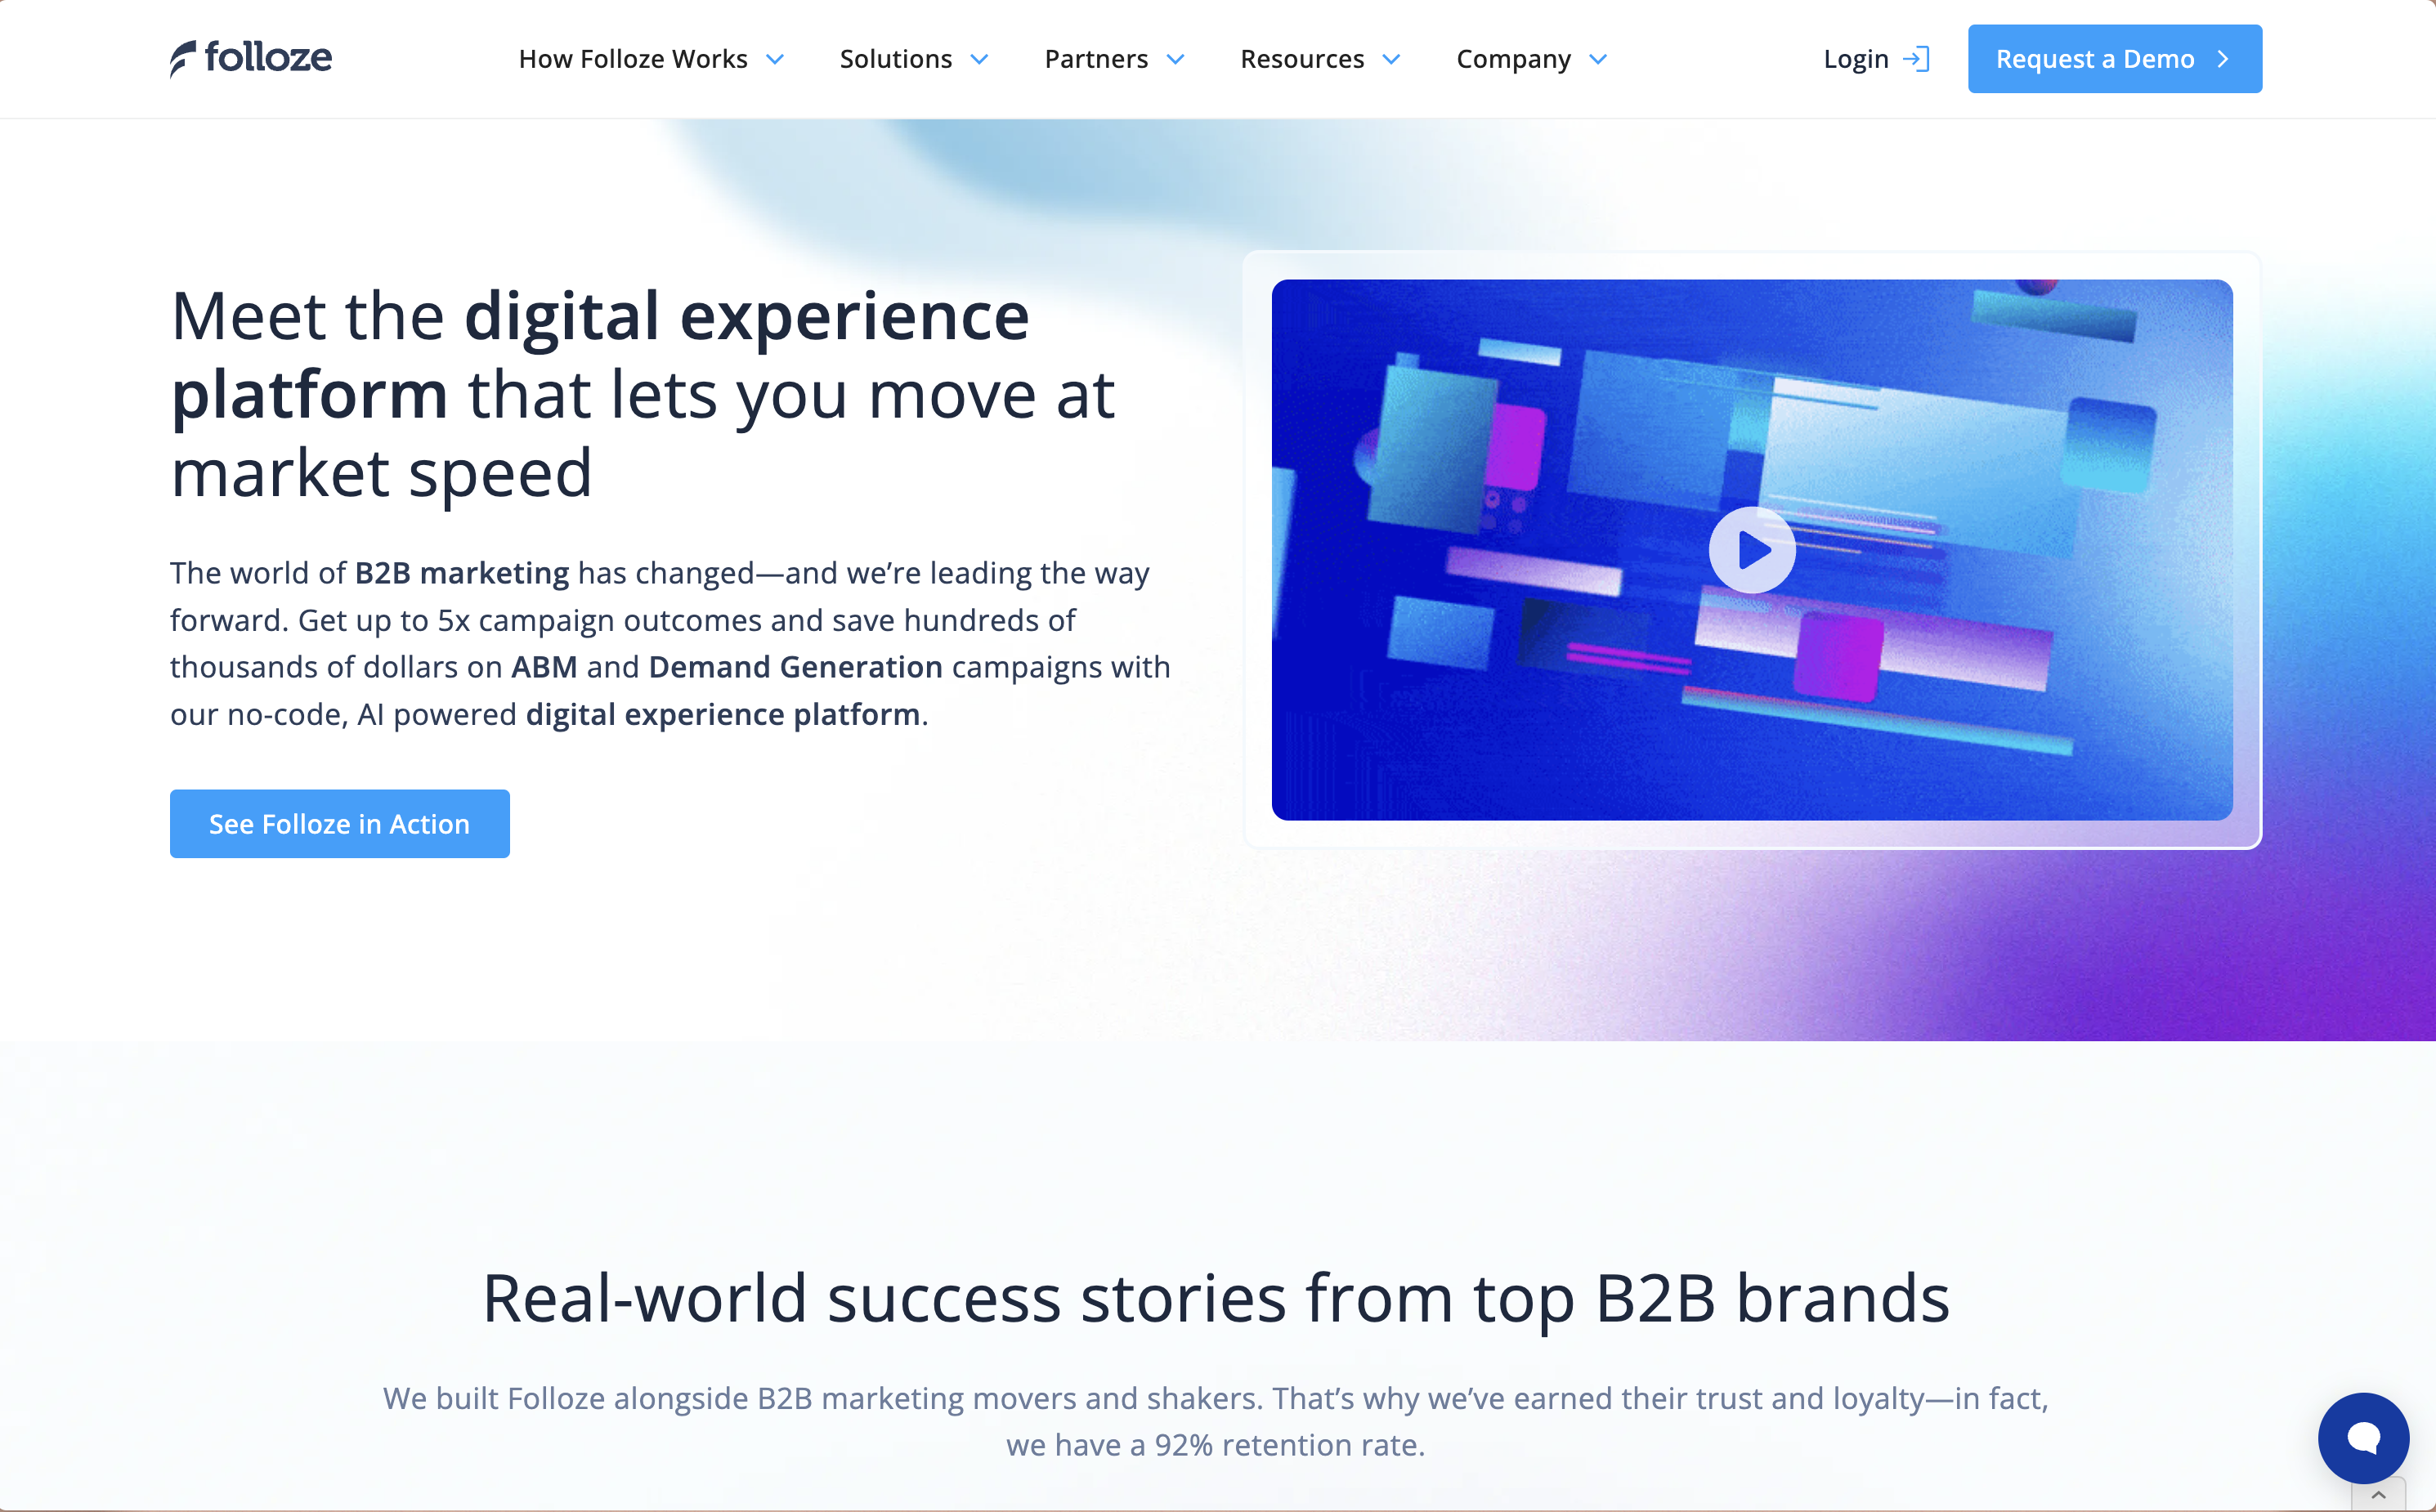 folloze
How Folloze Works
Solutions
Partners
Resources
Company
Login
Request a Demo
Meet the digital experience
platform that lets you move at
market speed
The world of B2B marketing has changed—and we’re leading the way
forward. Get up to 5x campaign outcomes and save hundreds of
thousands of dollars on ABM and Demand Generation campaigns with
our no-code, AI powered digital experience platform.
See Folloze in Action
Real-world success stories from top B2B brands
We built Folloze alongside B2B marketing movers and shakers. That’s why we’ve earned their trust and loyalty—in fact,
we have a 92% retention rate.